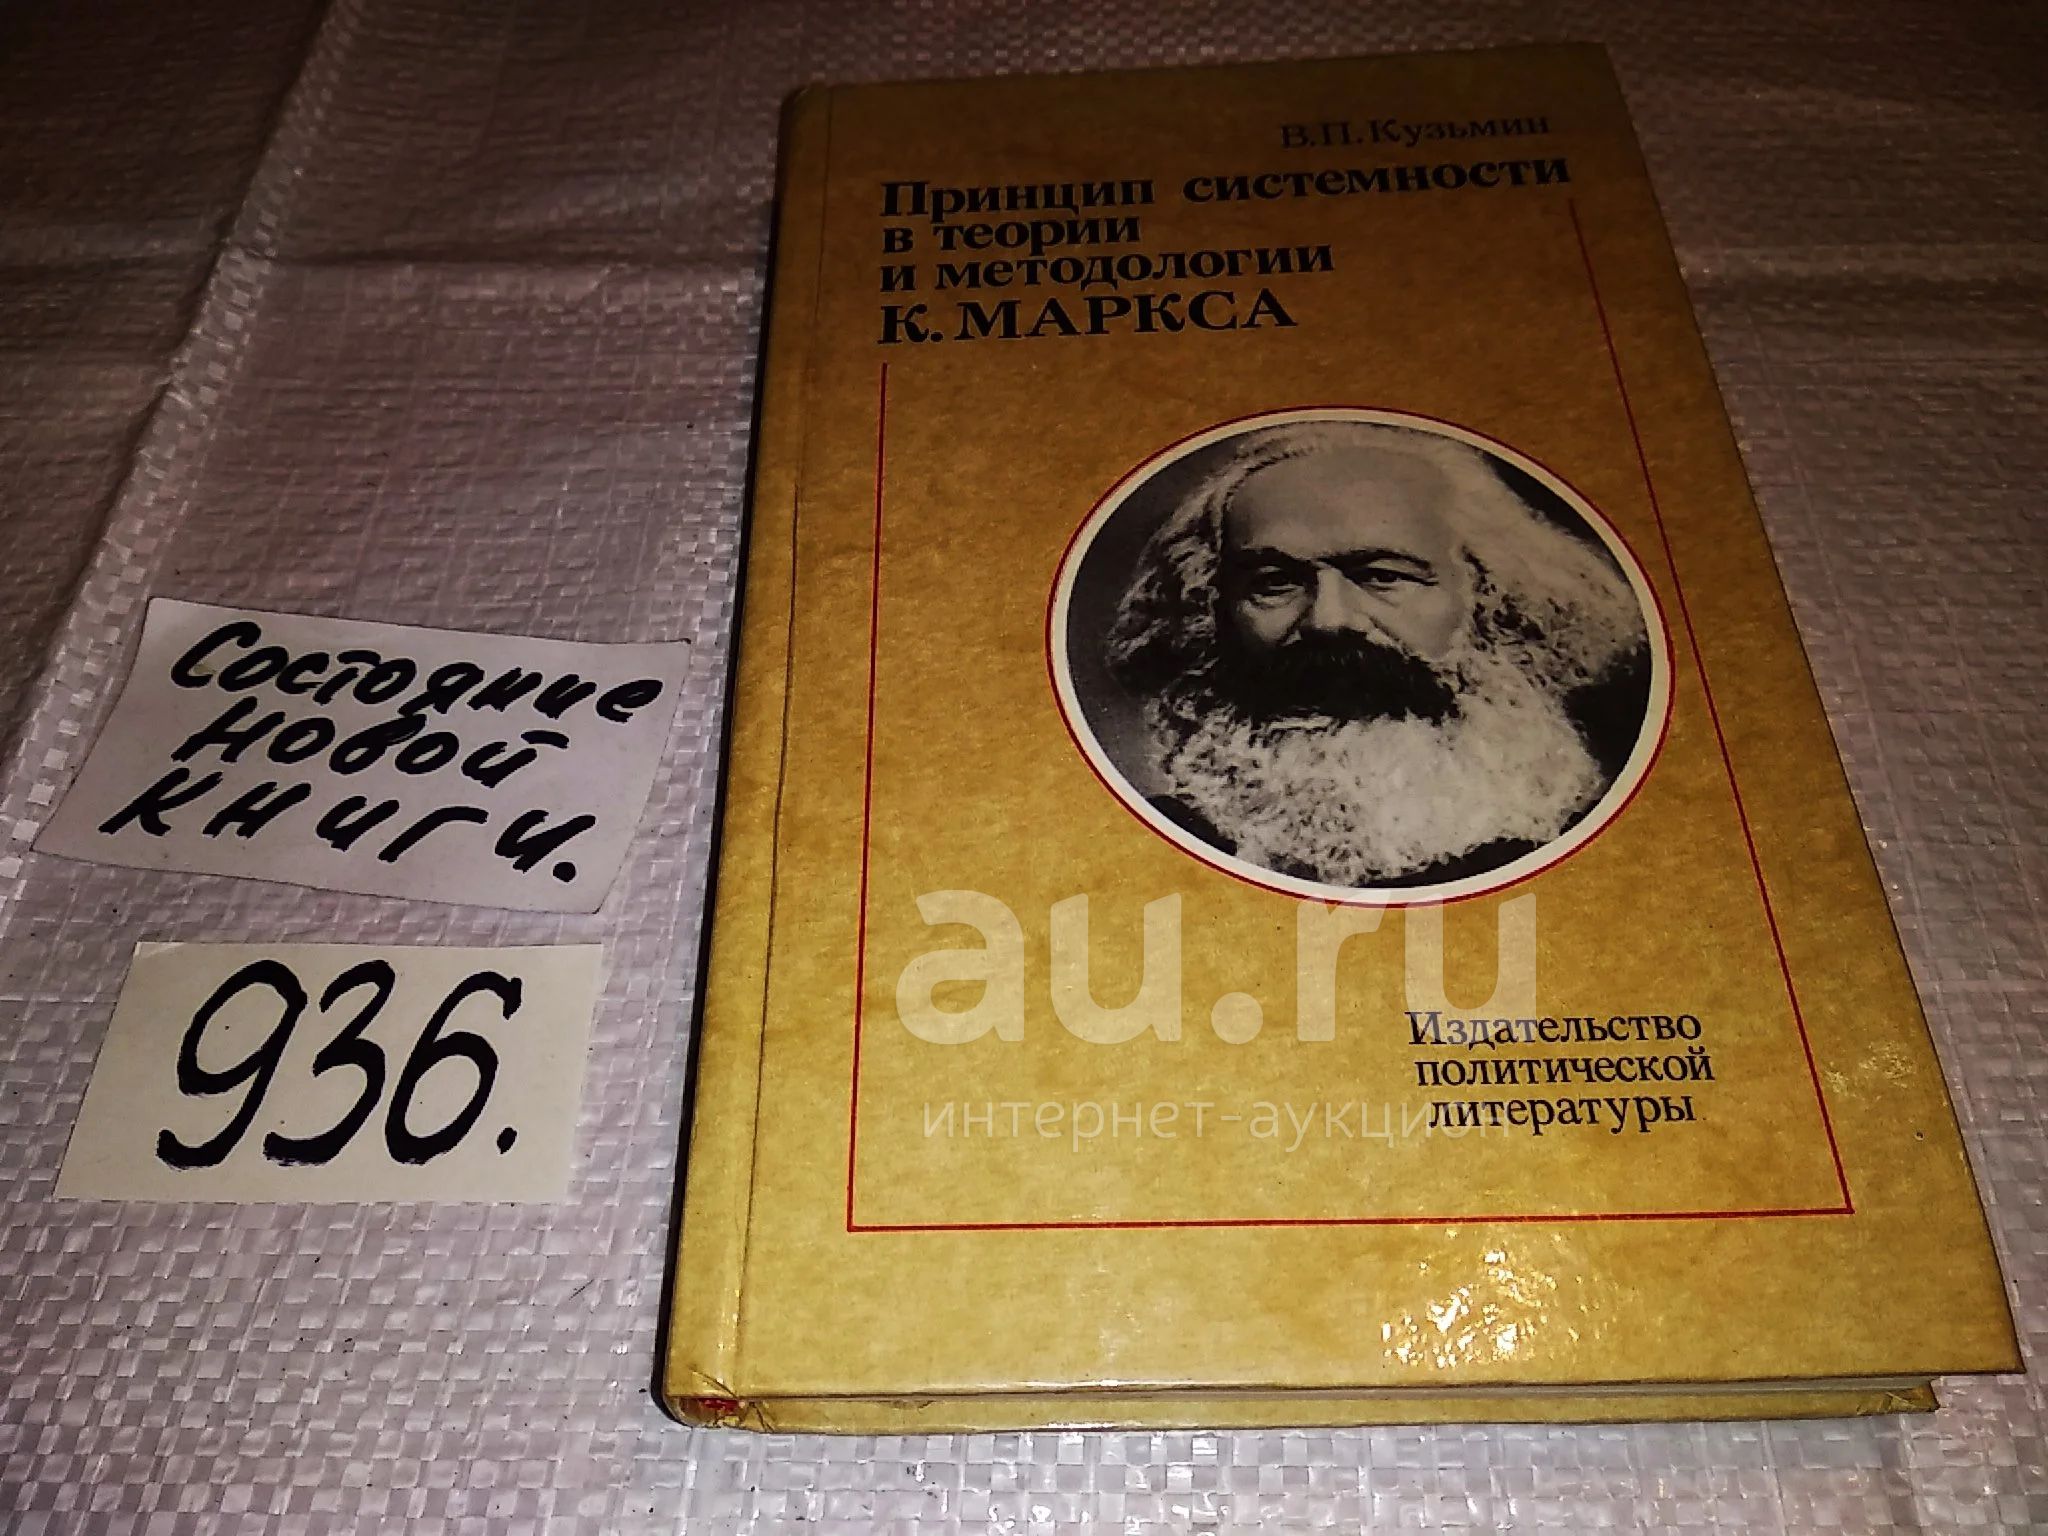 В.П.Кузьмин
Принцип системности
в теории
и методологии
К. МАРКСА
Состояние
новой
книги.
936.
au.ru
интернет-аукцион
Издательство
политической
литературы